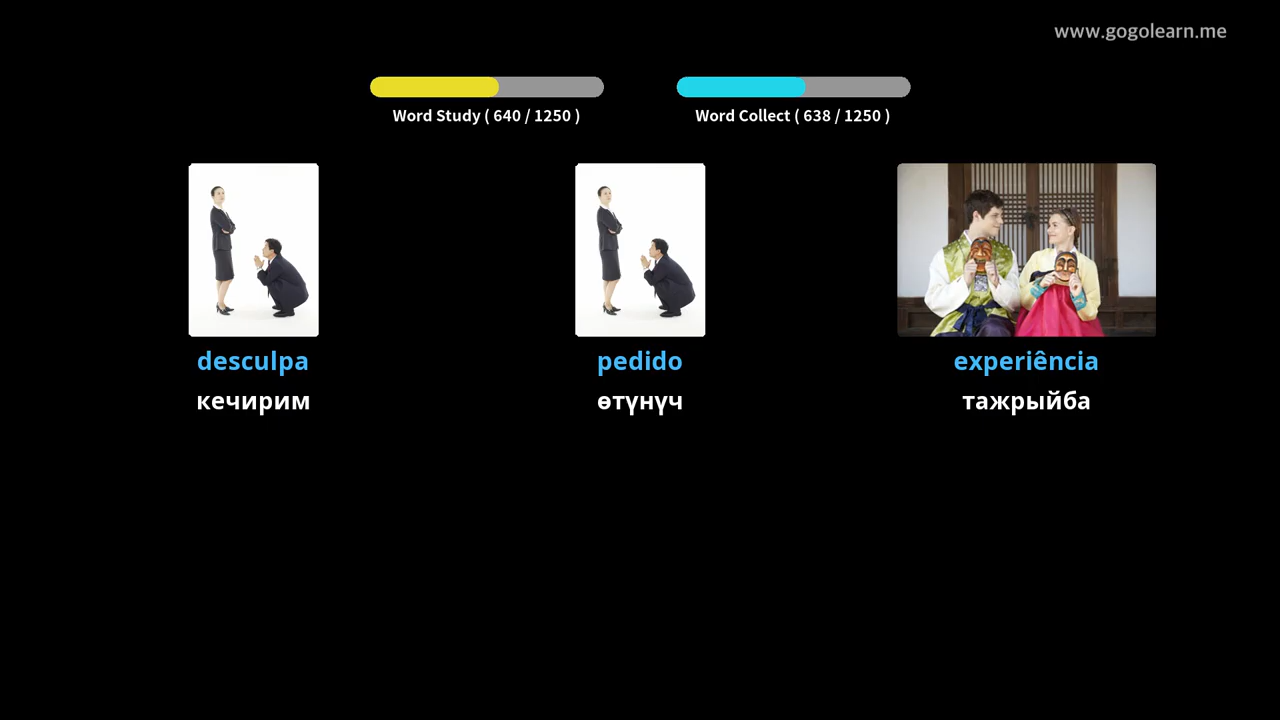 www.gogolearn.me
Word Study ( 640 / 1250 )
Word Collect ( 638 / 1250 )
desculpa
кечирим
pedido
өтүнүч
experiência
тажрыйба